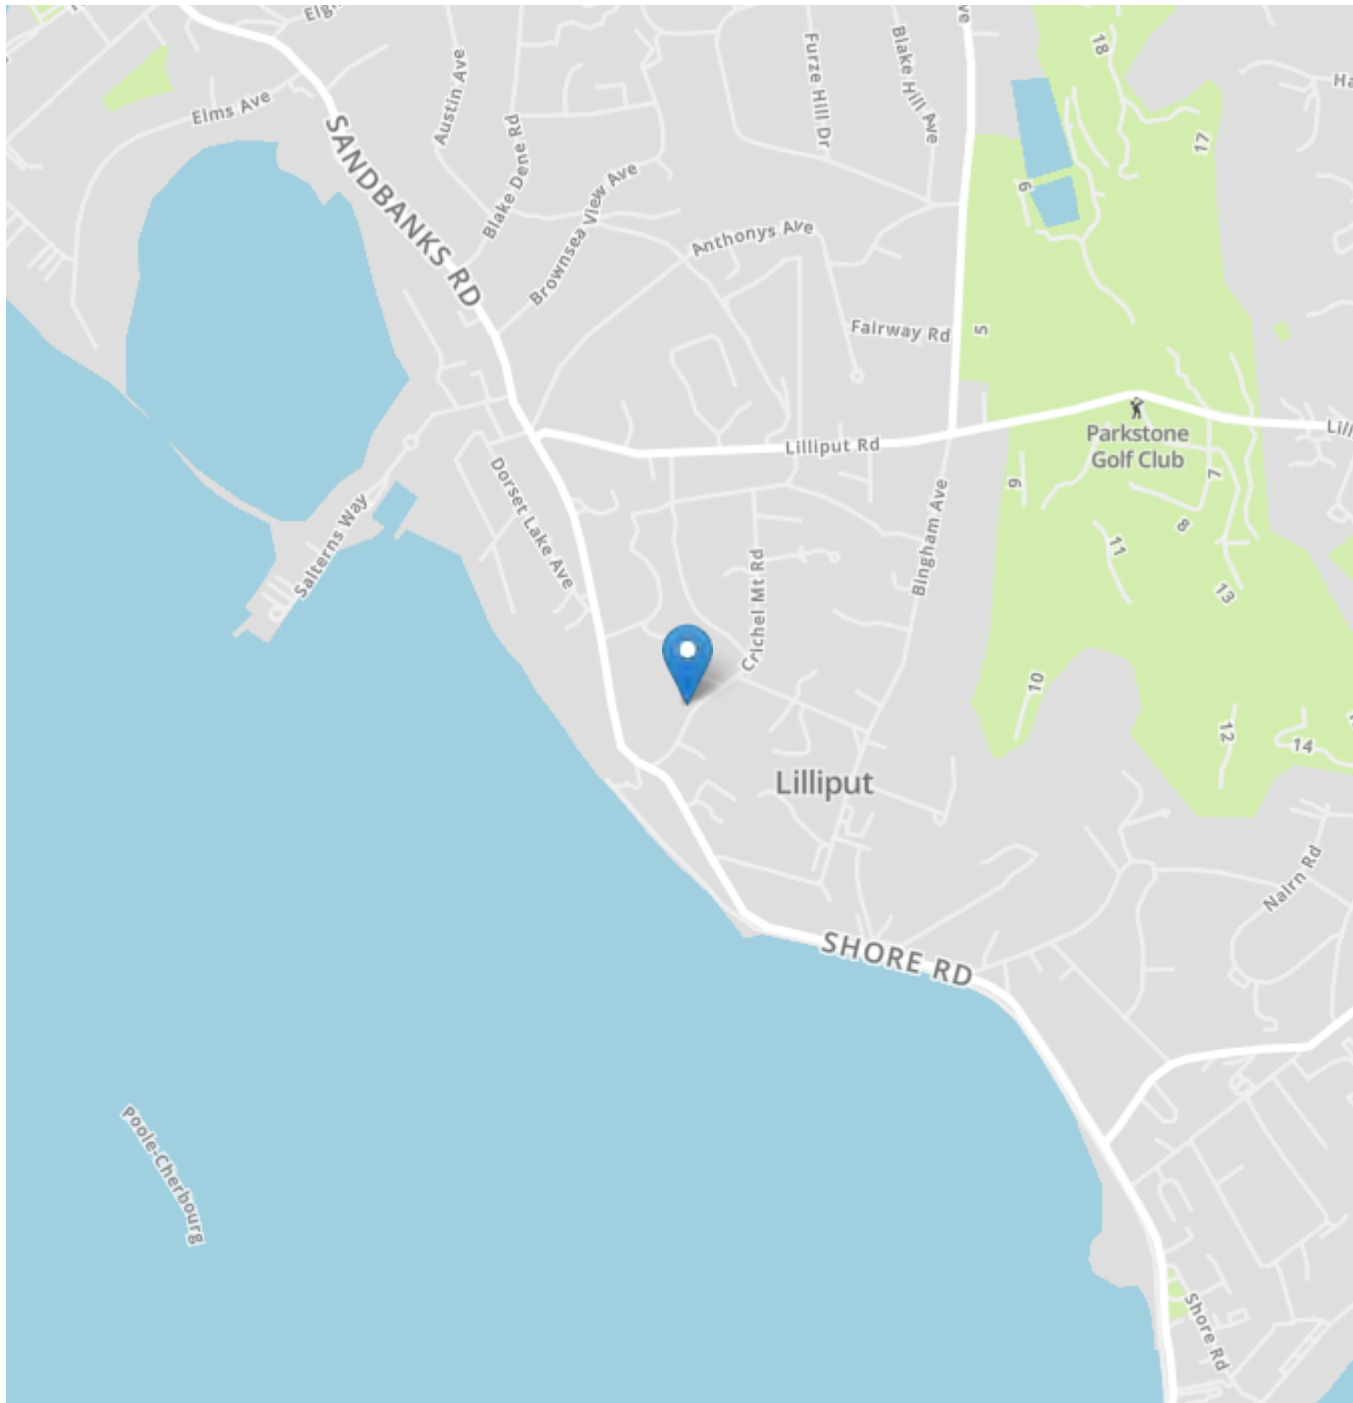 Elms Ave
SANDBANKS RD
Austin Ave
Blake Dene Rd
Brownsea View Ave
Furze Hill Dr
Blake Hill Ave
Anthonys Ave
Fairway Rd
18
17
6
5
Parkstone
Golf Club
Lilliput Rd
Dorset Lake Ave
Salterns Way
Bingham Ave
Crichel Mt Rd
9
7
8
11
13
10
12
14
Lilliput
Nairn Rd
SHORE RD
Poole-Cherbourg
Shore Rd